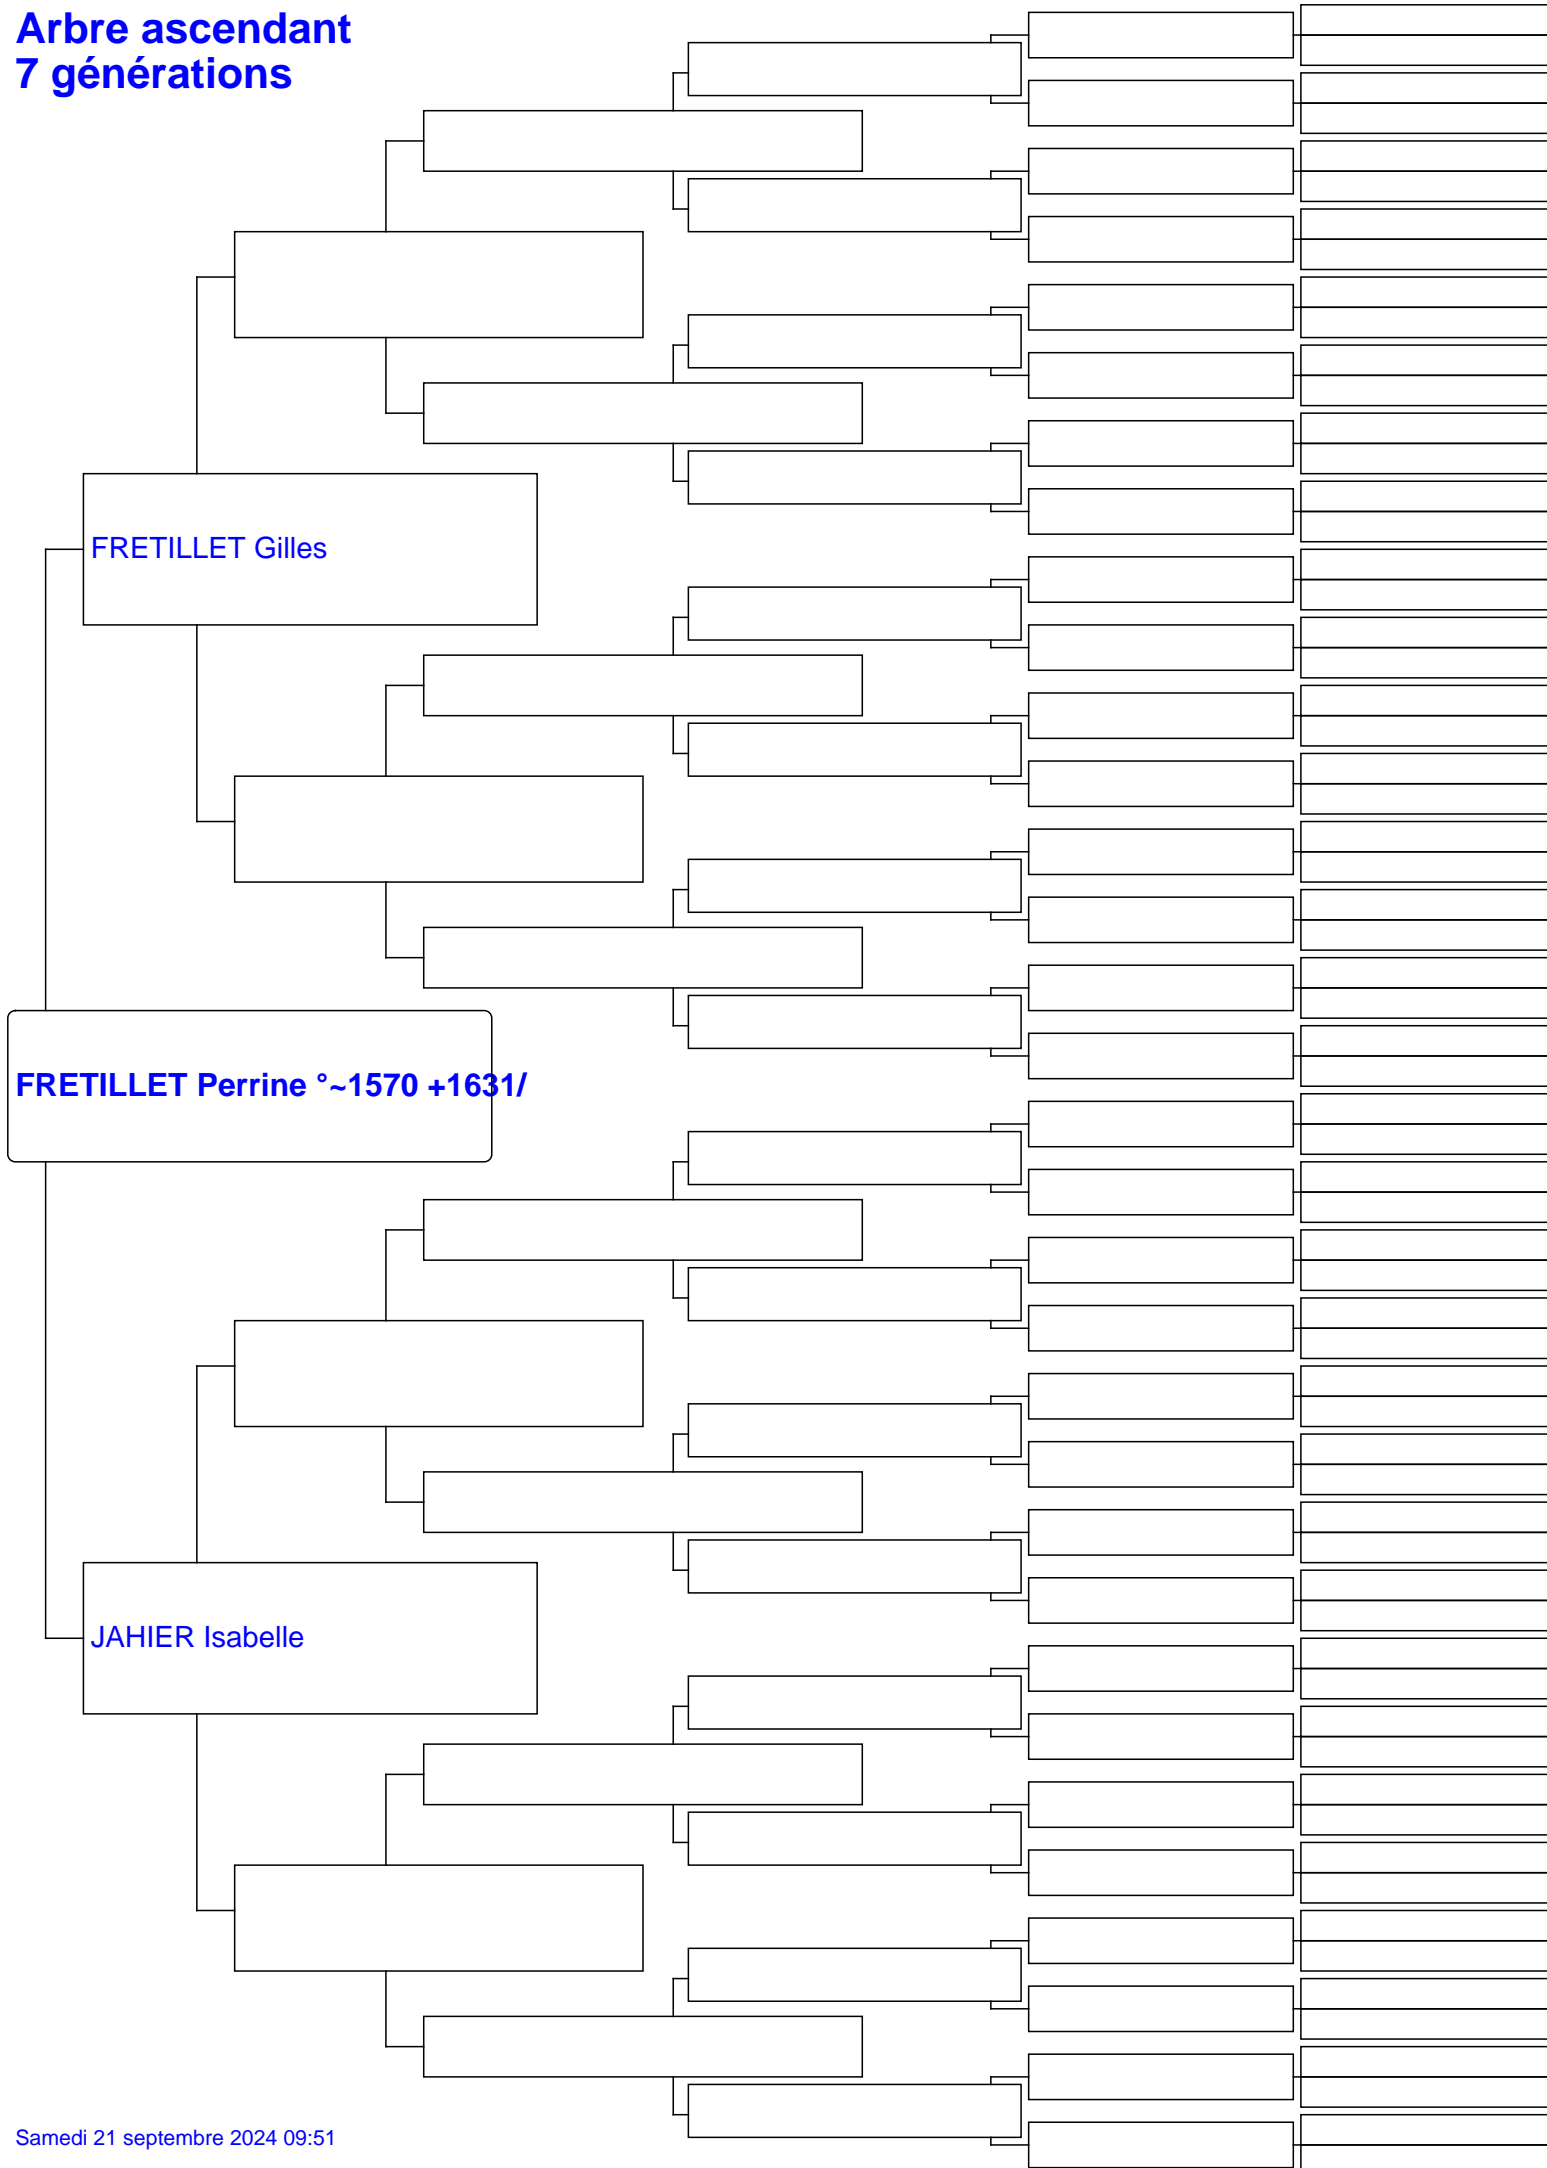 Arbre ascendant
7 générations
FRETILLET Gilles
FRETILLET Perrine °~1570 +1631/
JAHIER Isabelle
Samedi 21 septembre 2024 09:51